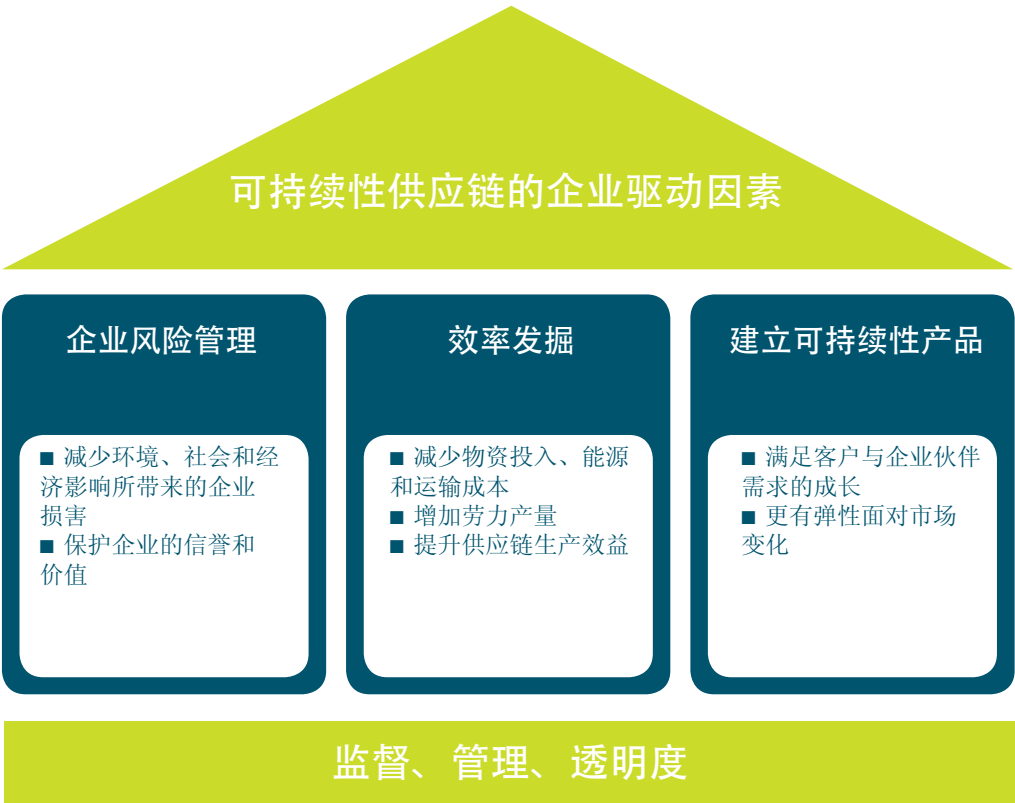 可持续性供应链的企业驱动因素
企业风险管理
■ 减少环境、社会和经
济影响所带来的企业
损害
■ 保护企业的信誉和
价值
效率发掘
■ 减少物资投入、能源
和运输成本
■ 增加劳力产量
■ 提升供应链生产效益
建立可持续性产品
■ 满足客户与企业伙伴
需求的成长
■ 更有弹性面对市场
变化
监督、管理、透明度